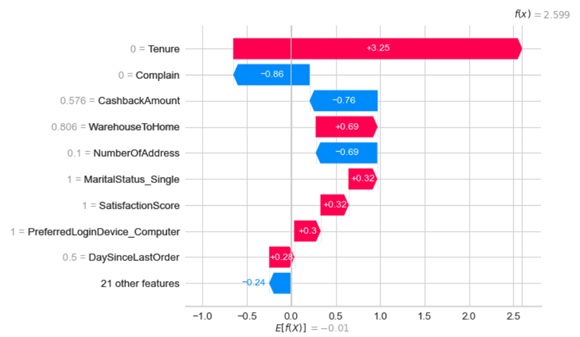 f(x) = 2.599
0 = Tenure +3.25
0 = Complain −0.86
0.576 = CashbackAmount −0.76
0.806 = WarehouseToHome +0.69
0.1 = NumberOfAddress −0.69
1 = MaritalStatus_Single +0.32
1 = SatisfactionScore +0.32
1 = PreferredLoginDevice_Computer +0.3
0.5 = DaySinceLastOrder +0.28
21 other features −0.24
−1.0 −0.5 0.0 0.5 1.0 1.5 2.0 2.5
E[f(X)] = −0.01